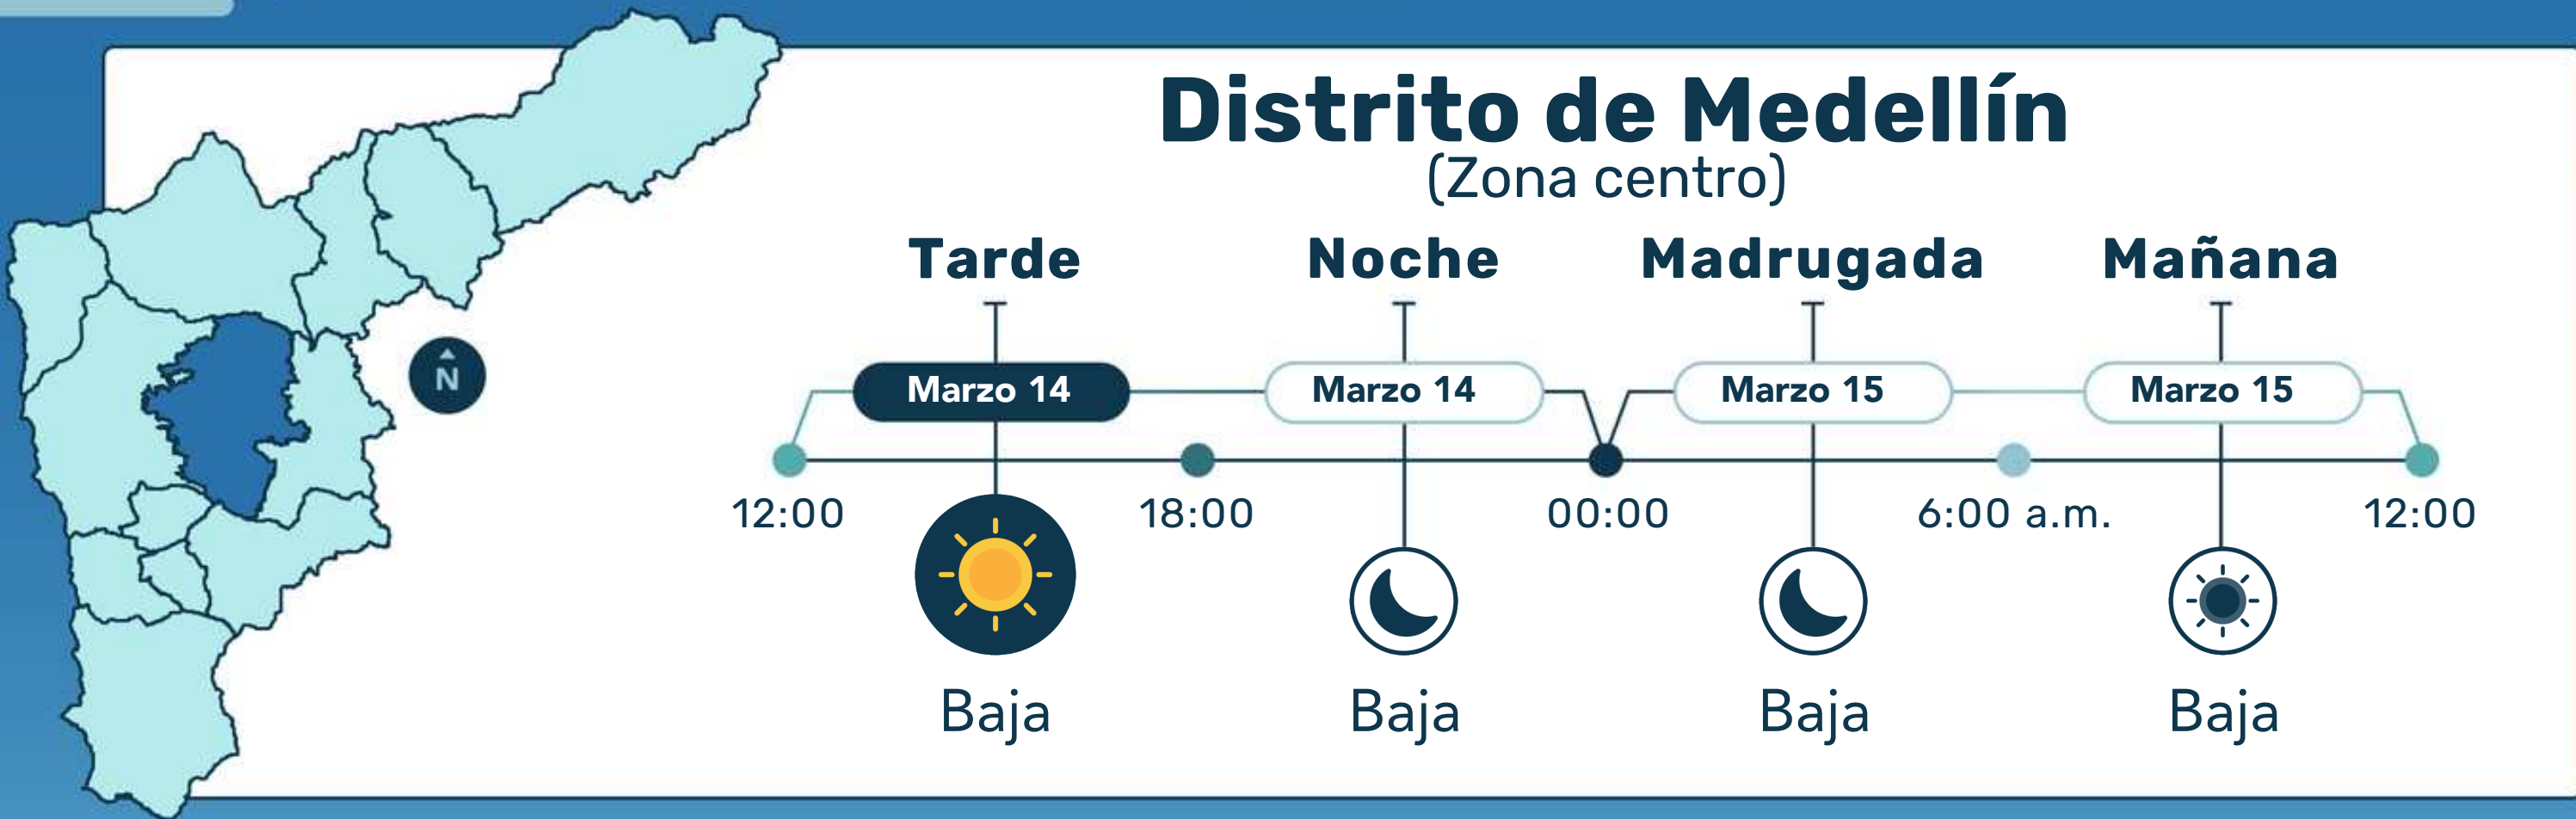 Distrito de Medellín
(Zona centro)
Tarde Noche Madrugada Mañana
N
Marzo 14 Marzo 14 Marzo 15 Marzo 15
12:00 18:00 00:00 6:00 a.m. 12:00
Baja Baja Baja Baja